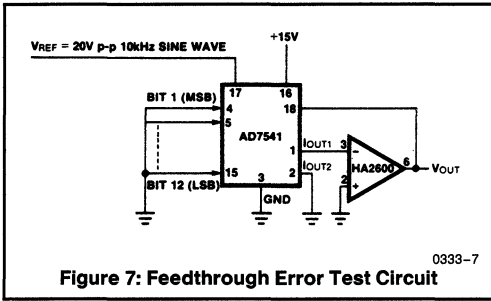 +15V
VREF = 20V p-p 10kHz SINE WAVE
17 16
BIT 1 (MSB) 4 18
5
AD7541
1 IOUT1 3 − 6
HA2600 VOUT
BIT 12 (LSB) 15 3 2 IOUT2 2 +
GND
0333–7
Figure 7: Feedthrough Error Test Circuit